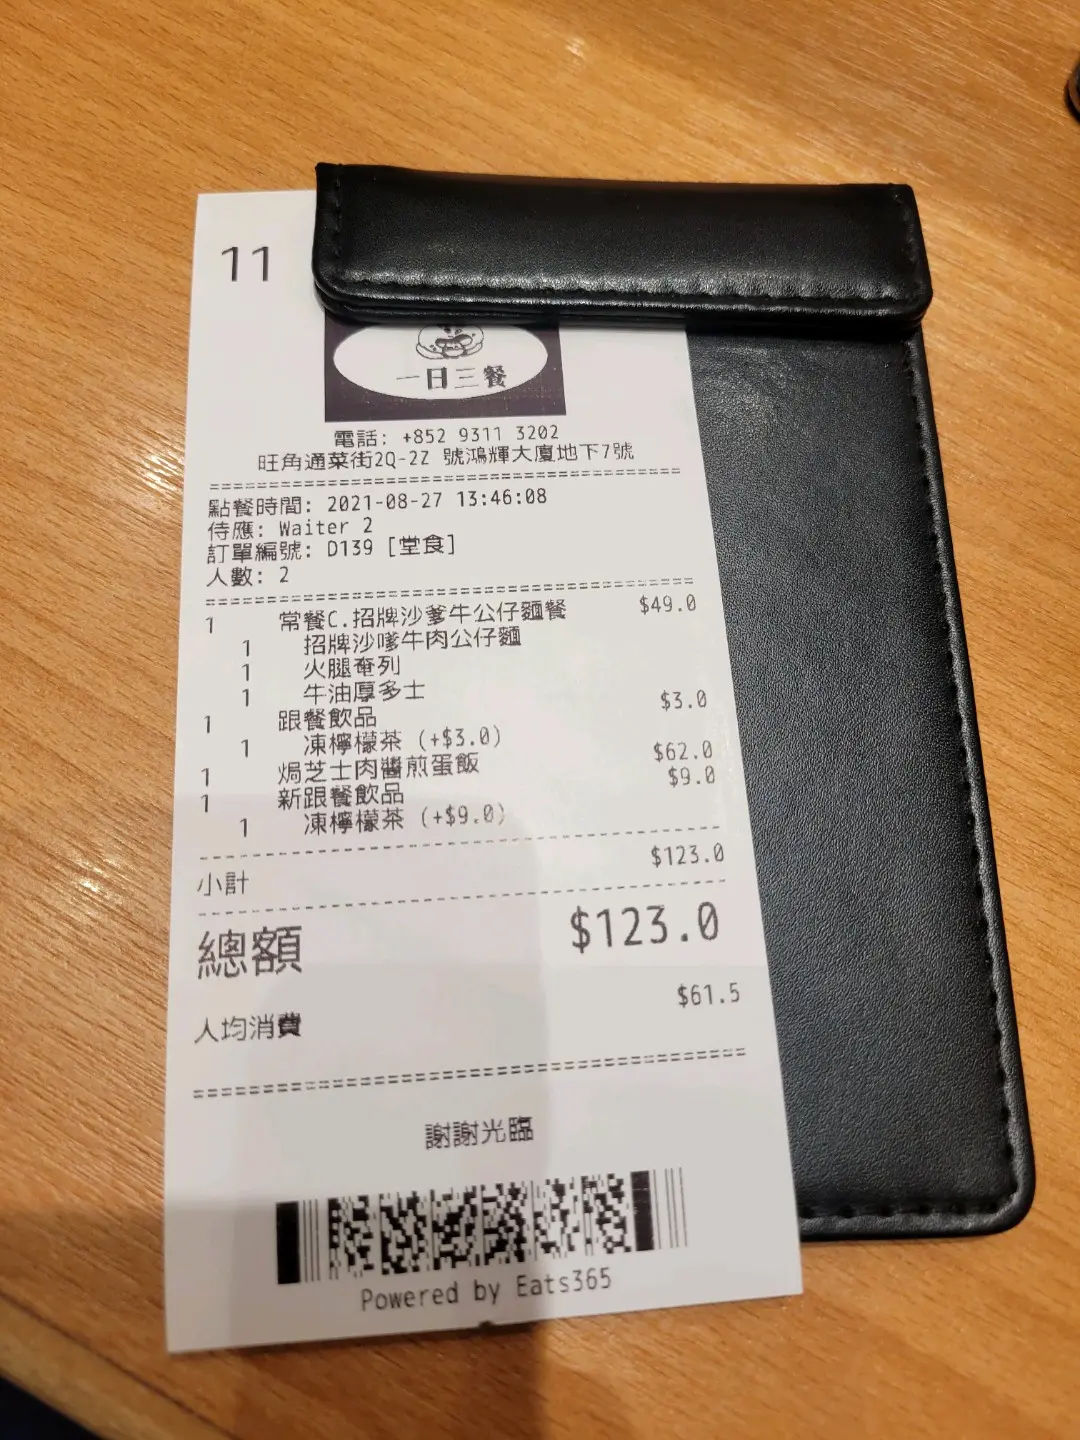 11
一日三餐
電話: +852 9311 3202
旺角通菜街2Q-2Z 號鴻輝大廈地下7號
點餐時間: 2021-08-27 13:46:08
侍應: Waiter 2
訂單編號: D139 [堂食]
人數: 2
1 常餐C.招牌沙爹牛公仔麵餐 $49.0
1 招牌沙嗲牛肉公仔麵
1 火腿奄列
1 牛油厚多士
1 跟餐飲品 $3.0
1 凍檸檬茶 (+$3.0)
1 焗芝士肉醬煎蛋飯 $62.0
1 新跟餐飲品 $9.0
1 凍檸檬茶 (+$9.0)
小計 $123.0
總額 $123.0
人均消費 $61.5
謝謝光臨
Powered by Eats365